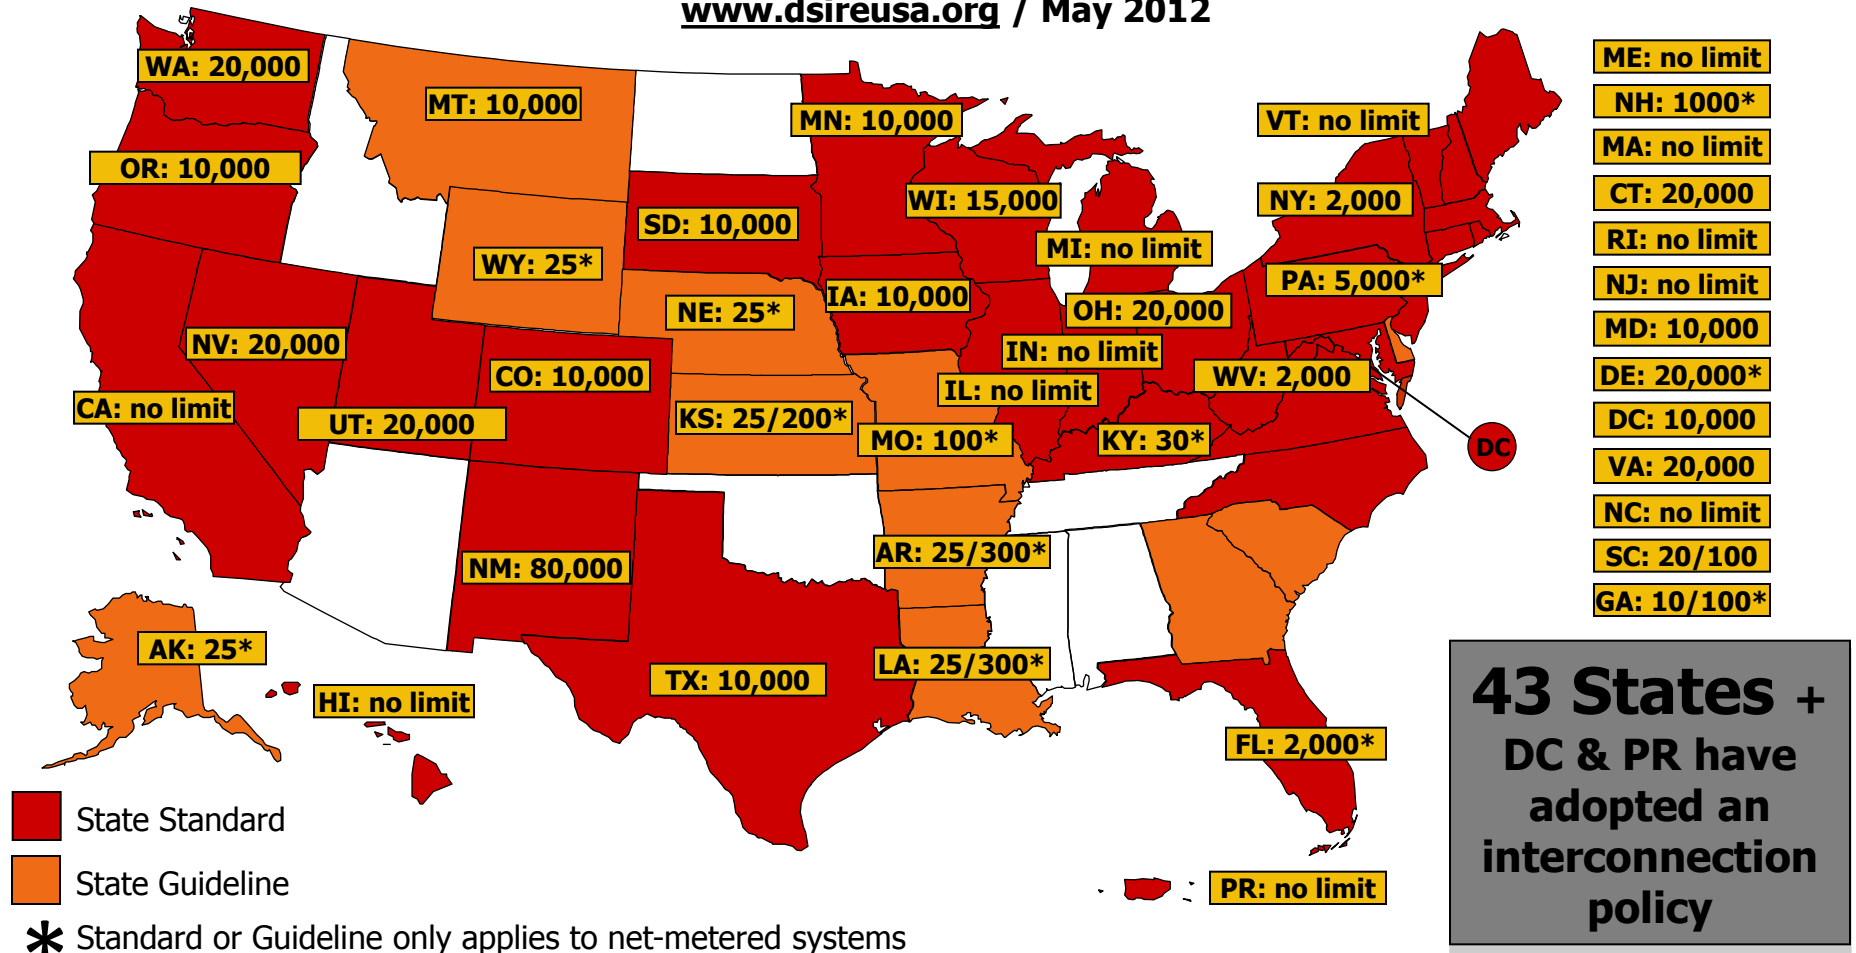 www.dsireusa.org / May 2012
WA: 20,000
MT: 10,000
MN: 10,000
VT: no limit
OR: 10,000
SD: 10,000
WI: 15,000
NY: 2,000
WY: 25*
MI: no limit
PA: 5,000*
NE: 25*
IA: 10,000
OH: 20,000
NV: 20,000
CO: 10,000
IN: no limit
IL: no limit
WV: 2,000
CA: no limit
UT: 20,000
KS: 25/200*
MO: 100*
KY: 30*
DC
NM: 80,000
AR: 25/300*
AK: 25*
HI: no limit
TX: 10,000
LA: 25/300*
FL: 2,000*
PR: no limit
ME: no limit
NH: 1000*
MA: no limit
CT: 20,000
RI: no limit
NJ: no limit
MD: 10,000
DE: 20,000*
DC: 10,000
VA: 20,000
NC: no limit
SC: 20/100
GA: 10/100*
43 States +
DC & PR have
adopted an
interconnection
policy
State Standard
State Guideline
* Standard or Guideline only applies to net-metered systems